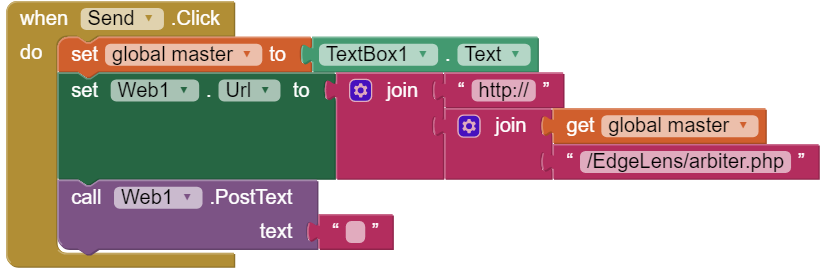 when Send .Click
do set global master to TextBox1 . Text
set Web1 . Url to join “ http:// ”
join get global master
“ /EdgeLens/arbiter.php ”
call Web1 .PostText
text “ ”